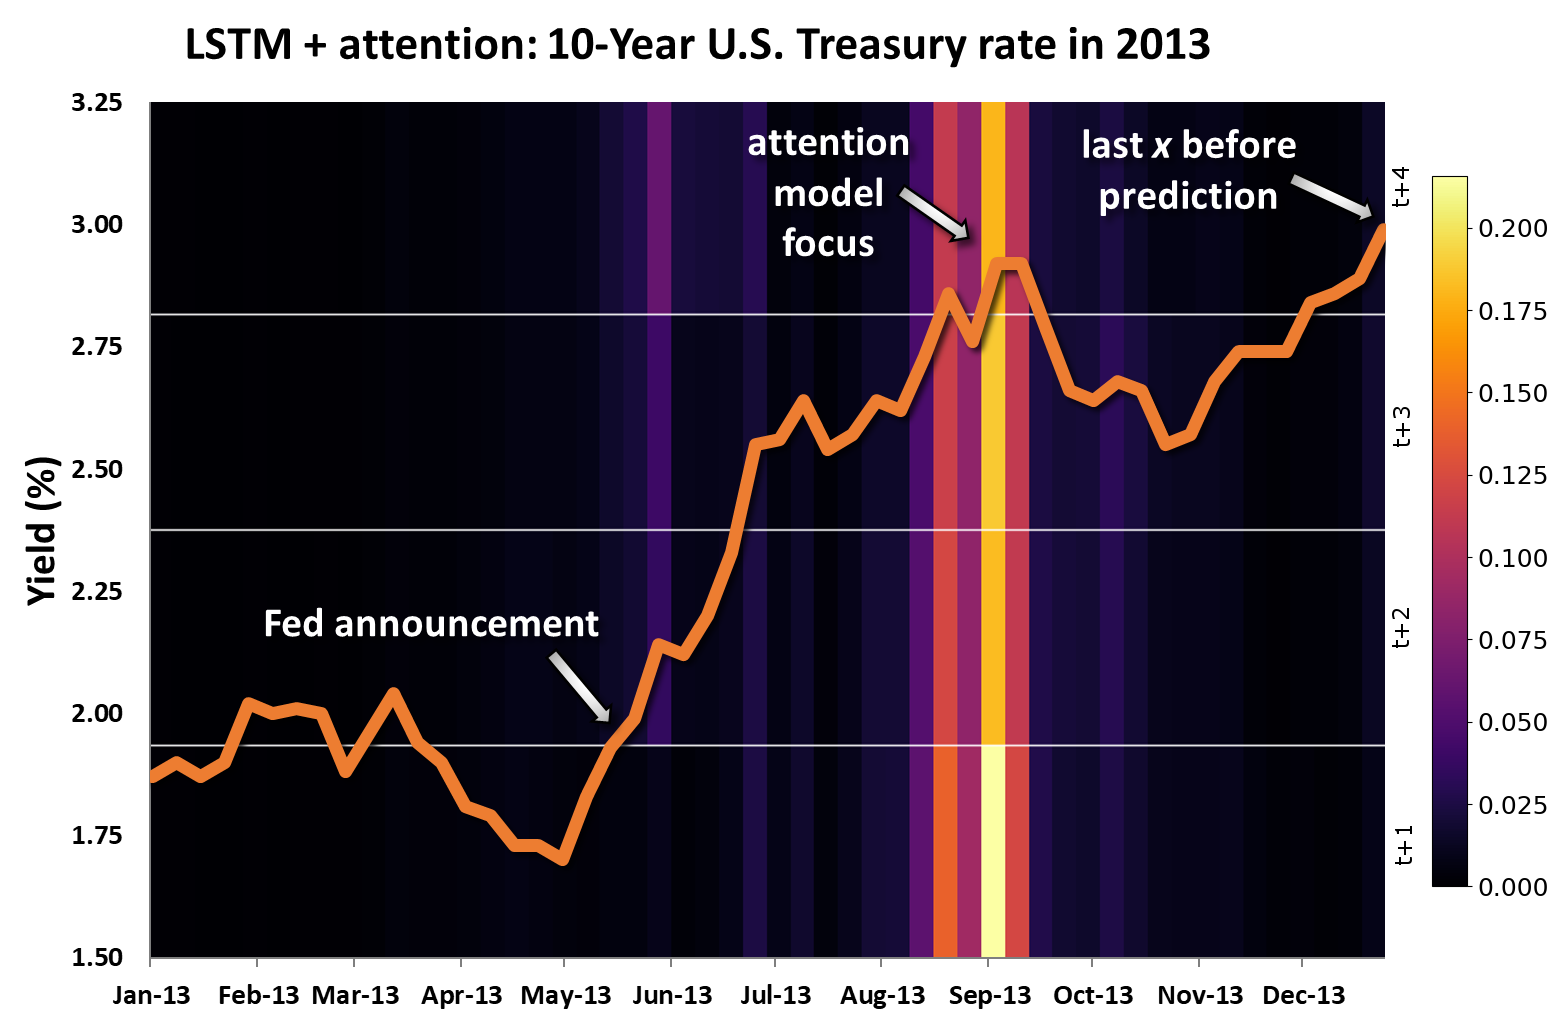 LSTM + attention: 10-Year U.S. Treasury rate in 2013
3.25
3.00
2.75
2.50
2.25
2.00
1.75
1.50
Yield (%)
attention
model
focus
last x before
prediction
Fed announcement
t+4
t+3
t+2
t+1
0.200
0.175
0.150
0.125
0.100
0.075
0.050
0.025
0.000
Jan-13 Feb-13 Mar-13 Apr-13 May-13 Jun-13 Jul-13 Aug-13 Sep-13 Oct-13 Nov-13 Dec-13